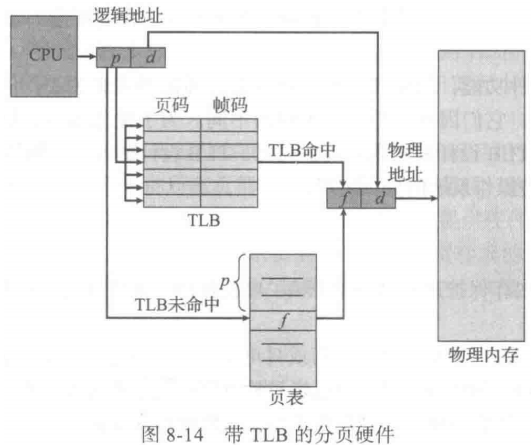 逻辑地址
CPU
p d
页码 帧码
TLB命中
物理
地址
f d
TLB
p
TLB未命中
f
物理内存
页表
图 8-14 带 TLB 的分页硬件